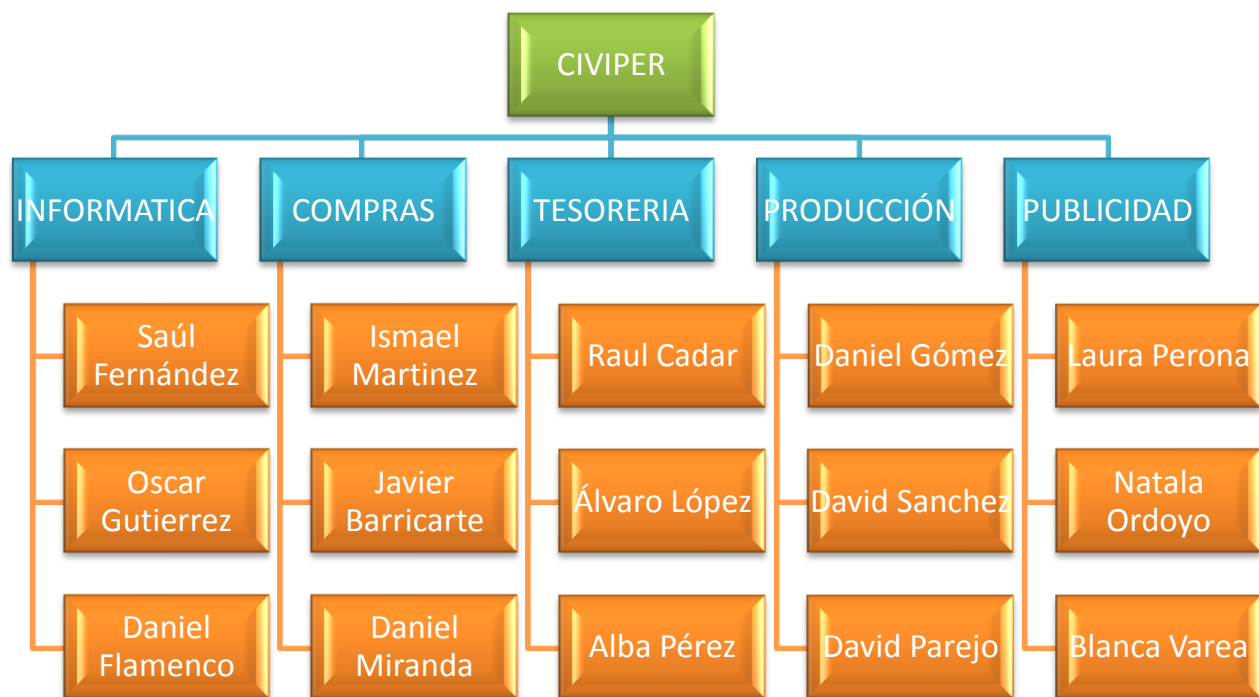 CIVIPER
INFORMATICA
COMPRAS
TESORERIA
PRODUCCIÓN
PUBLICIDAD
Saúl
Fernández
Ismael
Martinez
Raul Cadar
Daniel Gómez
Laura Perona
Oscar
Gutierrez
Javier
Barricarte
Álvaro López
David Sanchez
Natala
Ordoyo
Daniel
Flamenco
Daniel
Miranda
Alba Pérez
David Parejo
Blanca Varea